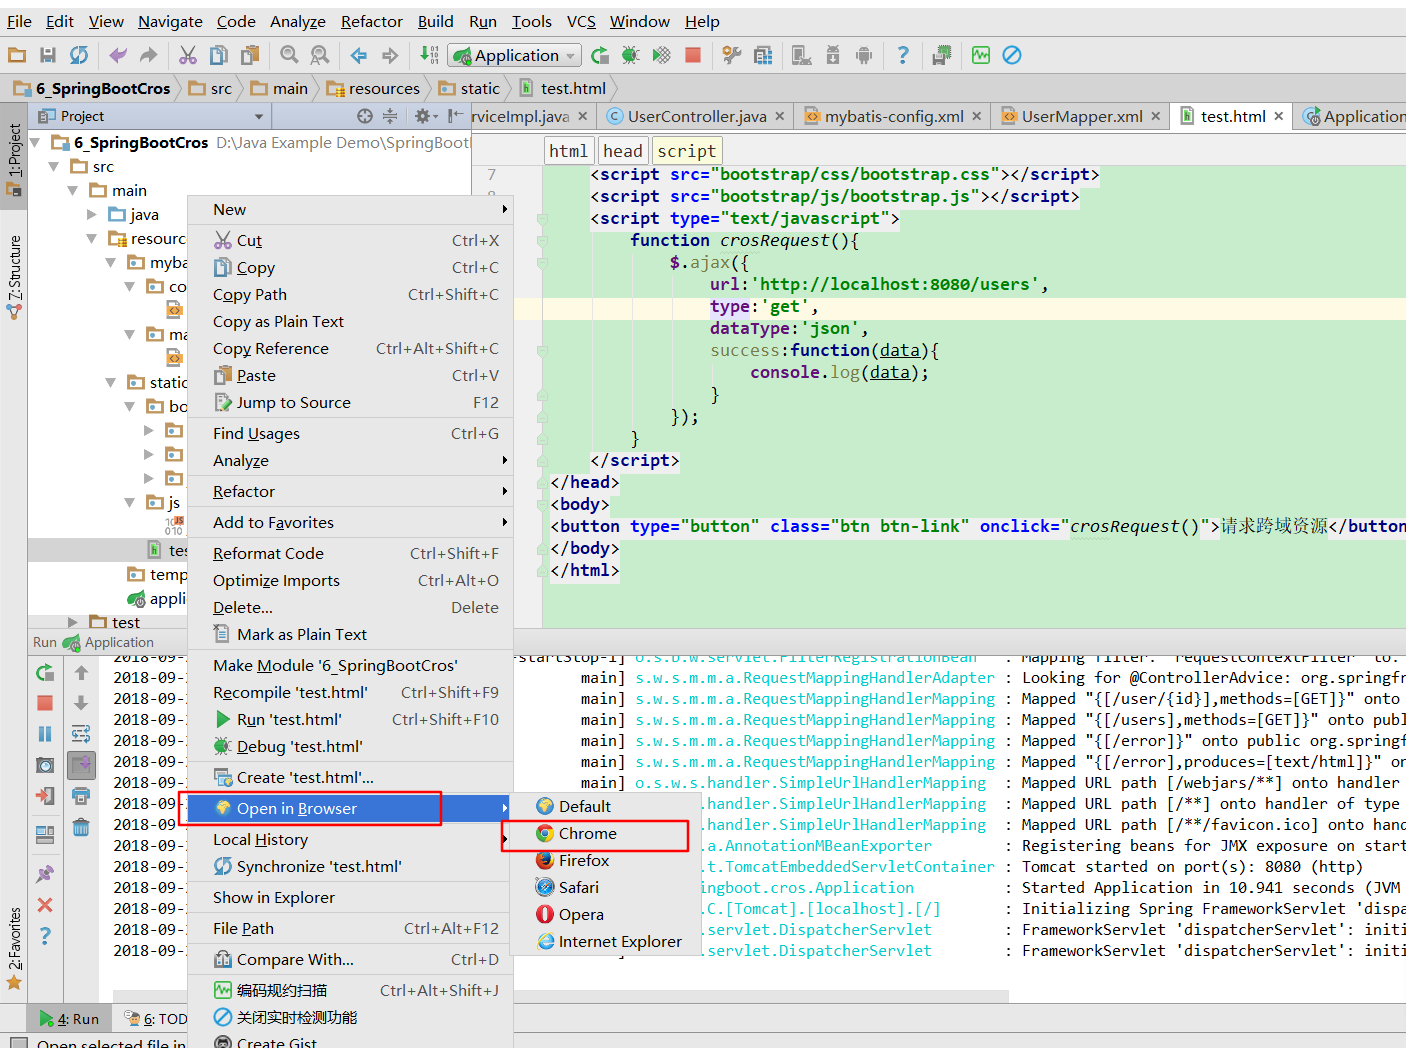 File Edit View Navigate Code Analyze Refactor Build Run Tools VCS Window Help
Application
6_SpringBootCros src main resources static test.html
Project
rviceImpl.java UserController.java mybatis-config.xml UserMapper.xml test.html Application
1: Project
Z: Structure
2: Favorites
6_SpringBootCros D:\Java Example Demo\SpringBoot
src
main
java
resourc
myba
co
ma
static
bo
js
tes
temp
appli
test
html head script
7 <script src="bootstrap/css/bootstrap.css"></script>
<script src="bootstrap/js/bootstrap.js"></script>
<script type="text/javascript">
function crosRequest(){
$.ajax({
url:'http://localhost:8080/users',
type:'get',
dataType:'json',
success:function(data){
console.log(data);
}
});
}
</script>
</head>
<body>
<button type="button" class="btn btn-link" onclick="crosRequest()">请求跨域资源</button
</body>
</html>
New
Cut Ctrl+X
Copy Ctrl+C
Copy Path Ctrl+Shift+C
Copy as Plain Text
Copy Reference Ctrl+Alt+Shift+C
Paste Ctrl+V
Jump to Source F12
Find Usages Ctrl+G
Analyze
Refactor
Add to Favorites
Reformat Code Ctrl+Shift+F
Optimize Imports Ctrl+Alt+O
Delete... Delete
Mark as Plain Text
Make Module '6_SpringBootCros'
Recompile 'test.html' Ctrl+Shift+F9
Run 'test.html' Ctrl+Shift+F10
Debug 'test.html'
Create 'test.html'...
Open in Browser
Local History
Synchronize 'test.html'
Show in Explorer
File Path Ctrl+Alt+F12
Compare With... Ctrl+D
编码规约扫描 Ctrl+Alt+Shift+J
关闭实时检测功能
Create Gist
Default
Chrome
Firefox
Safari
Opera
Internet Explorer
Run Application
2018-09- -startStop-1] o.s.b.w.servlet.FilterRegistrationBean : Mapping filter: 'requestContextFilter' to:
2018-09- main] s.w.s.m.m.a.RequestMappingHandlerAdapter : Looking for @ControllerAdvice: org.springfr
2018-09- main] s.w.s.m.m.a.RequestMappingHandlerMapping : Mapped "{[/user/{id}],methods=[GET]}" onto
2018-09- main] s.w.s.m.m.a.RequestMappingHandlerMapping : Mapped "{[/users],methods=[GET]}" onto publ
2018-09- main] s.w.s.m.m.a.RequestMappingHandlerMapping : Mapped "{[/error]}" onto public org.springf
2018-09- main] s.w.s.m.m.a.RequestMappingHandlerMapping : Mapped "{[/error],produces=[text/html]}" on
2018-09- main] o.s.w.s.handler.SimpleUrlHandlerMapping : Mapped URL path [/webjars/**] onto handler
2018-09- .handler.SimpleUrlHandlerMapping : Mapped URL path [/**] onto handler of type
2018-09- .handler.SimpleUrlHandlerMapping : Mapped URL path [/**/favicon.ico] onto hand
2018-09- .a.AnnotationMBeanExporter : Registering beans for JMX exposure on start
2018-09- .t.TomcatEmbeddedServletContainer : Tomcat started on port(s): 8080 (http)
2018-09- ngboot.cros.Application : Started Application in 10.941 seconds (JVM
2018-09- .C.[Tomcat].[localhost].[/] : Initializing Spring FrameworkServlet 'dispa
2018-09- .servlet.DispatcherServlet : FrameworkServlet 'dispatcherServlet': initi
2018-09- ] .servlet.DispatcherServlet : FrameworkServlet 'dispatcherServlet': initi
4: Run 6: TOD
Open selected file in